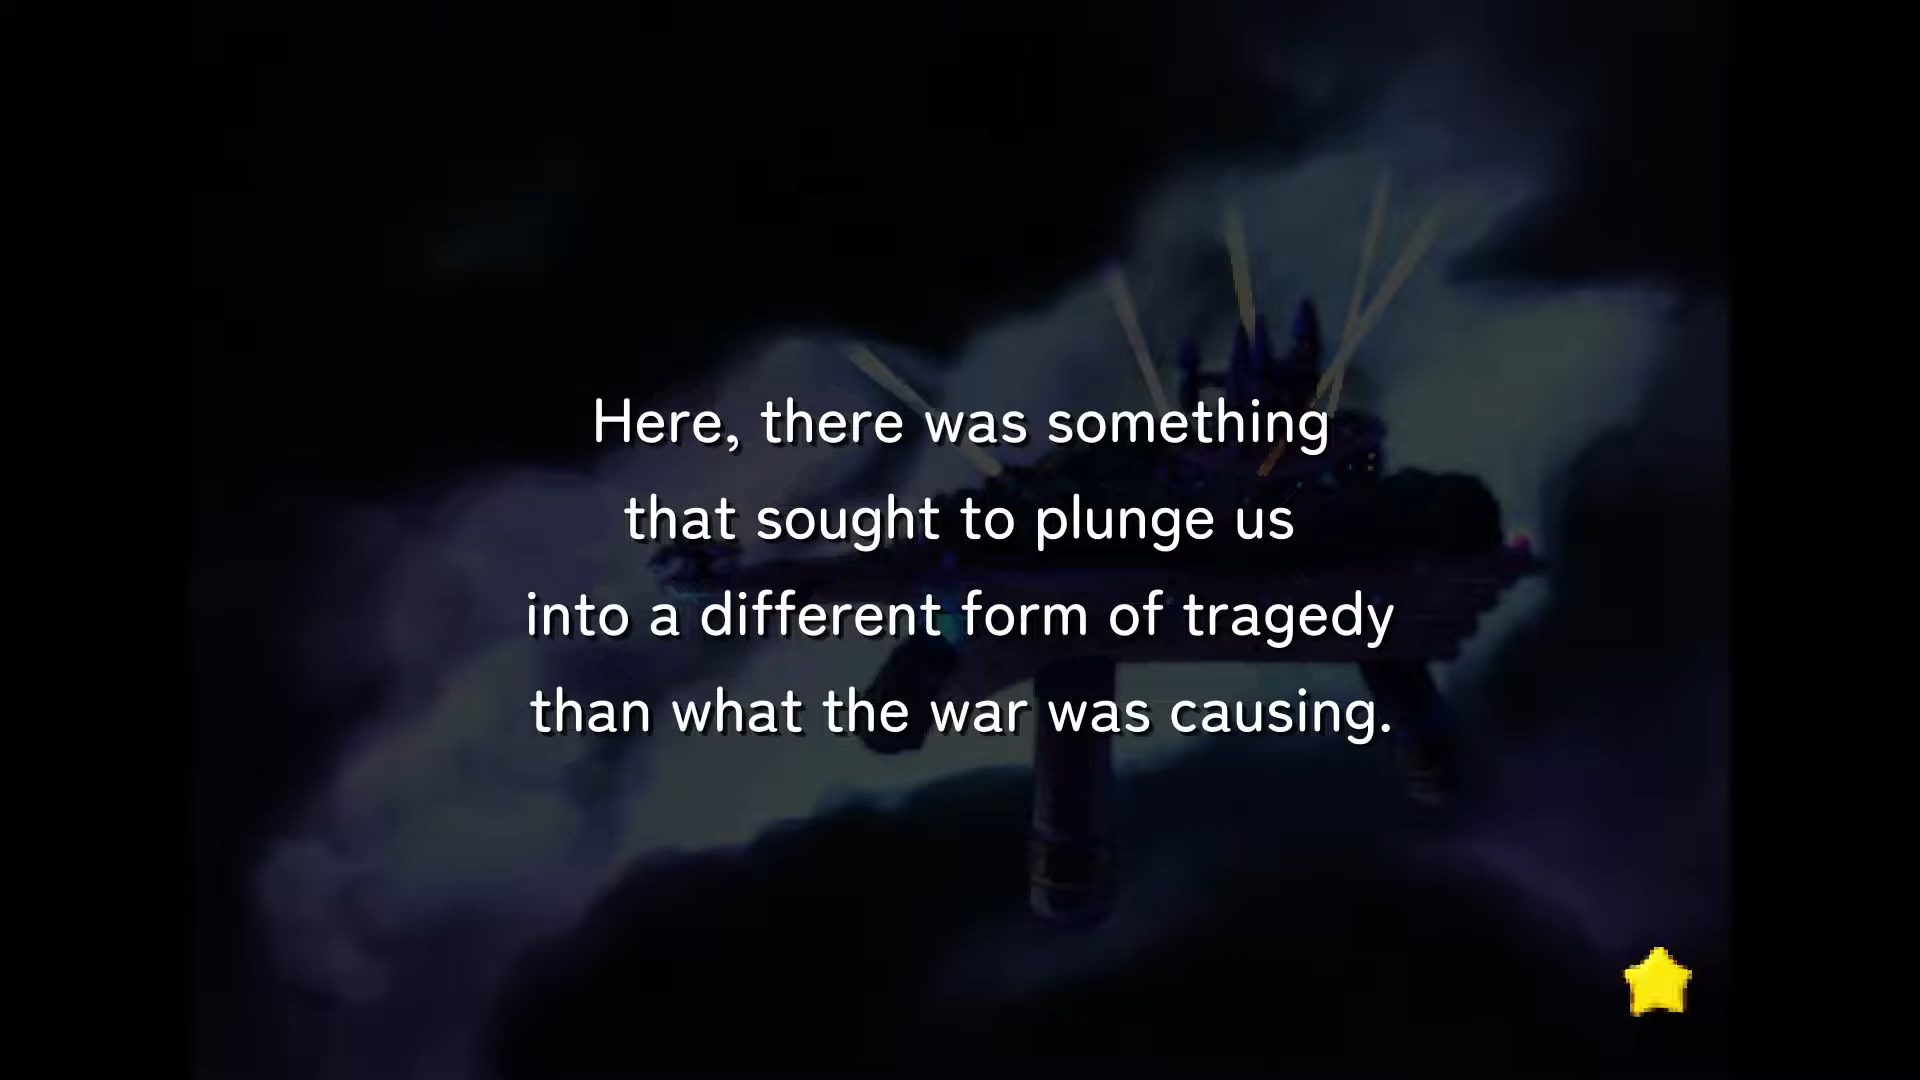 Here, there was something
that sought to plunge us
into a different form of tragedy
than what the war was causing.